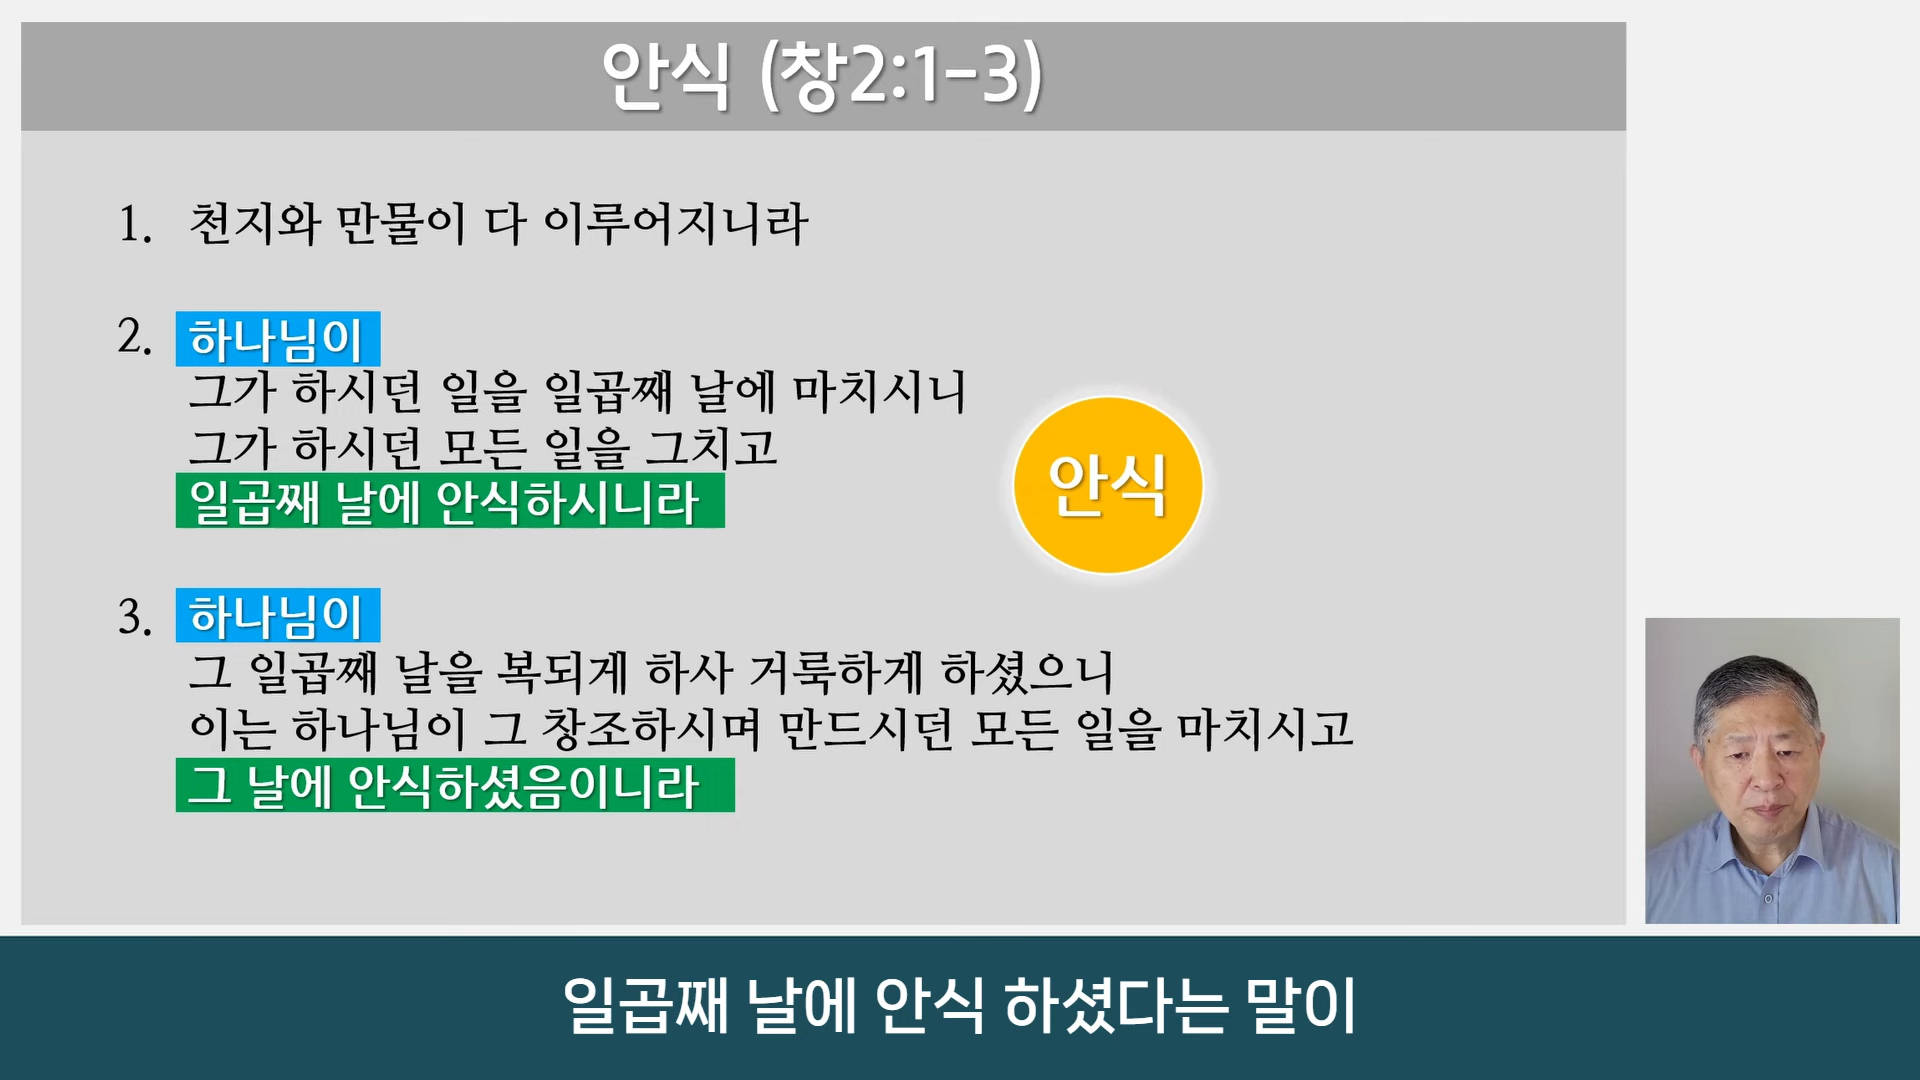 안식 (창2:1-3)
1. 천지와 만물이 다 이루어지니라
2. 하나님이
그가 하시던 일을 일곱째 날에 마치시니
그가 하시던 모든 일을 그치고
일곱째 날에 안식하시니라
안식
3. 하나님이
그 일곱째 날을 복되게 하사 거룩하게 하셨으니
이는 하나님이 그 창조하시며 만드시던 모든 일을 마치시고
그 날에 안식하셨음이니라
일곱째 날에 안식 하셨다는 말이